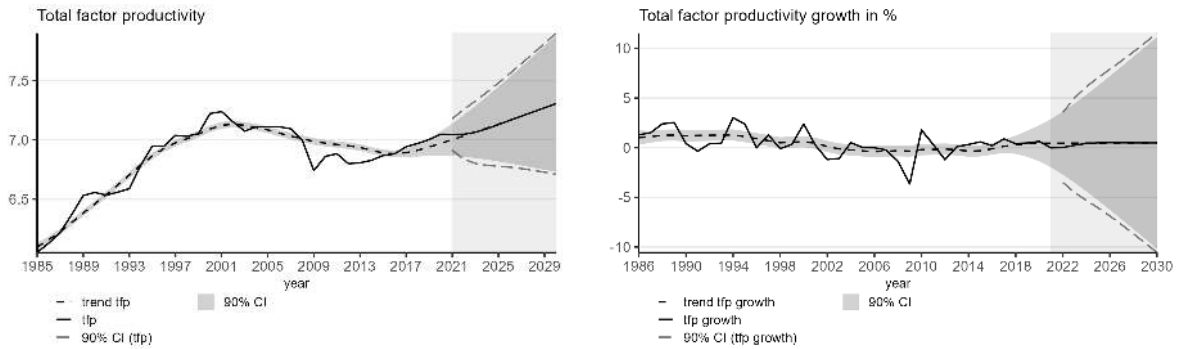 Total factor productivity
7.5
7.0
6.5
1985 1989 1993 1997 2001 2005 2009 2013 2017 2021 2025 2029
year
trend tfp 90% CI
tfp
90% CI (tfp)
Total factor productivity growth in %
10
5
0
-5
-10
1986 1990 1994 1998 2002 2006 2010 2014 2018 2022 2026 2030
year
trend tfp growth 90% CI
tfp growth
90% CI (tfp growth)